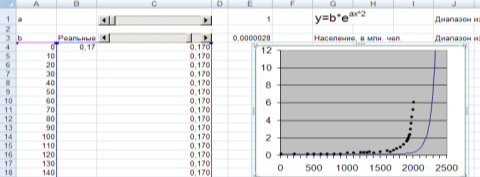 A B C D E F G H I J
1 a 1 y=b*e^ax^2 Диапазон из
2
3 b Реальные 0,0000028 Население, в млн. чел. Диапазон из
4 0 0,17 0,170
5 10 0,170
6 20 0,170
7 30 0,170
8 40 0,170
9 50 0,170
10 60 0,170
11 70 0,170
12 80 0,170
13 90 0,170
14 100 0,170
15 110 0,170
16 120 0,170
17 130 0,170
18 140 0,170
12
10
8
6
4
2
0
0 500 1000 1500 2000 2500